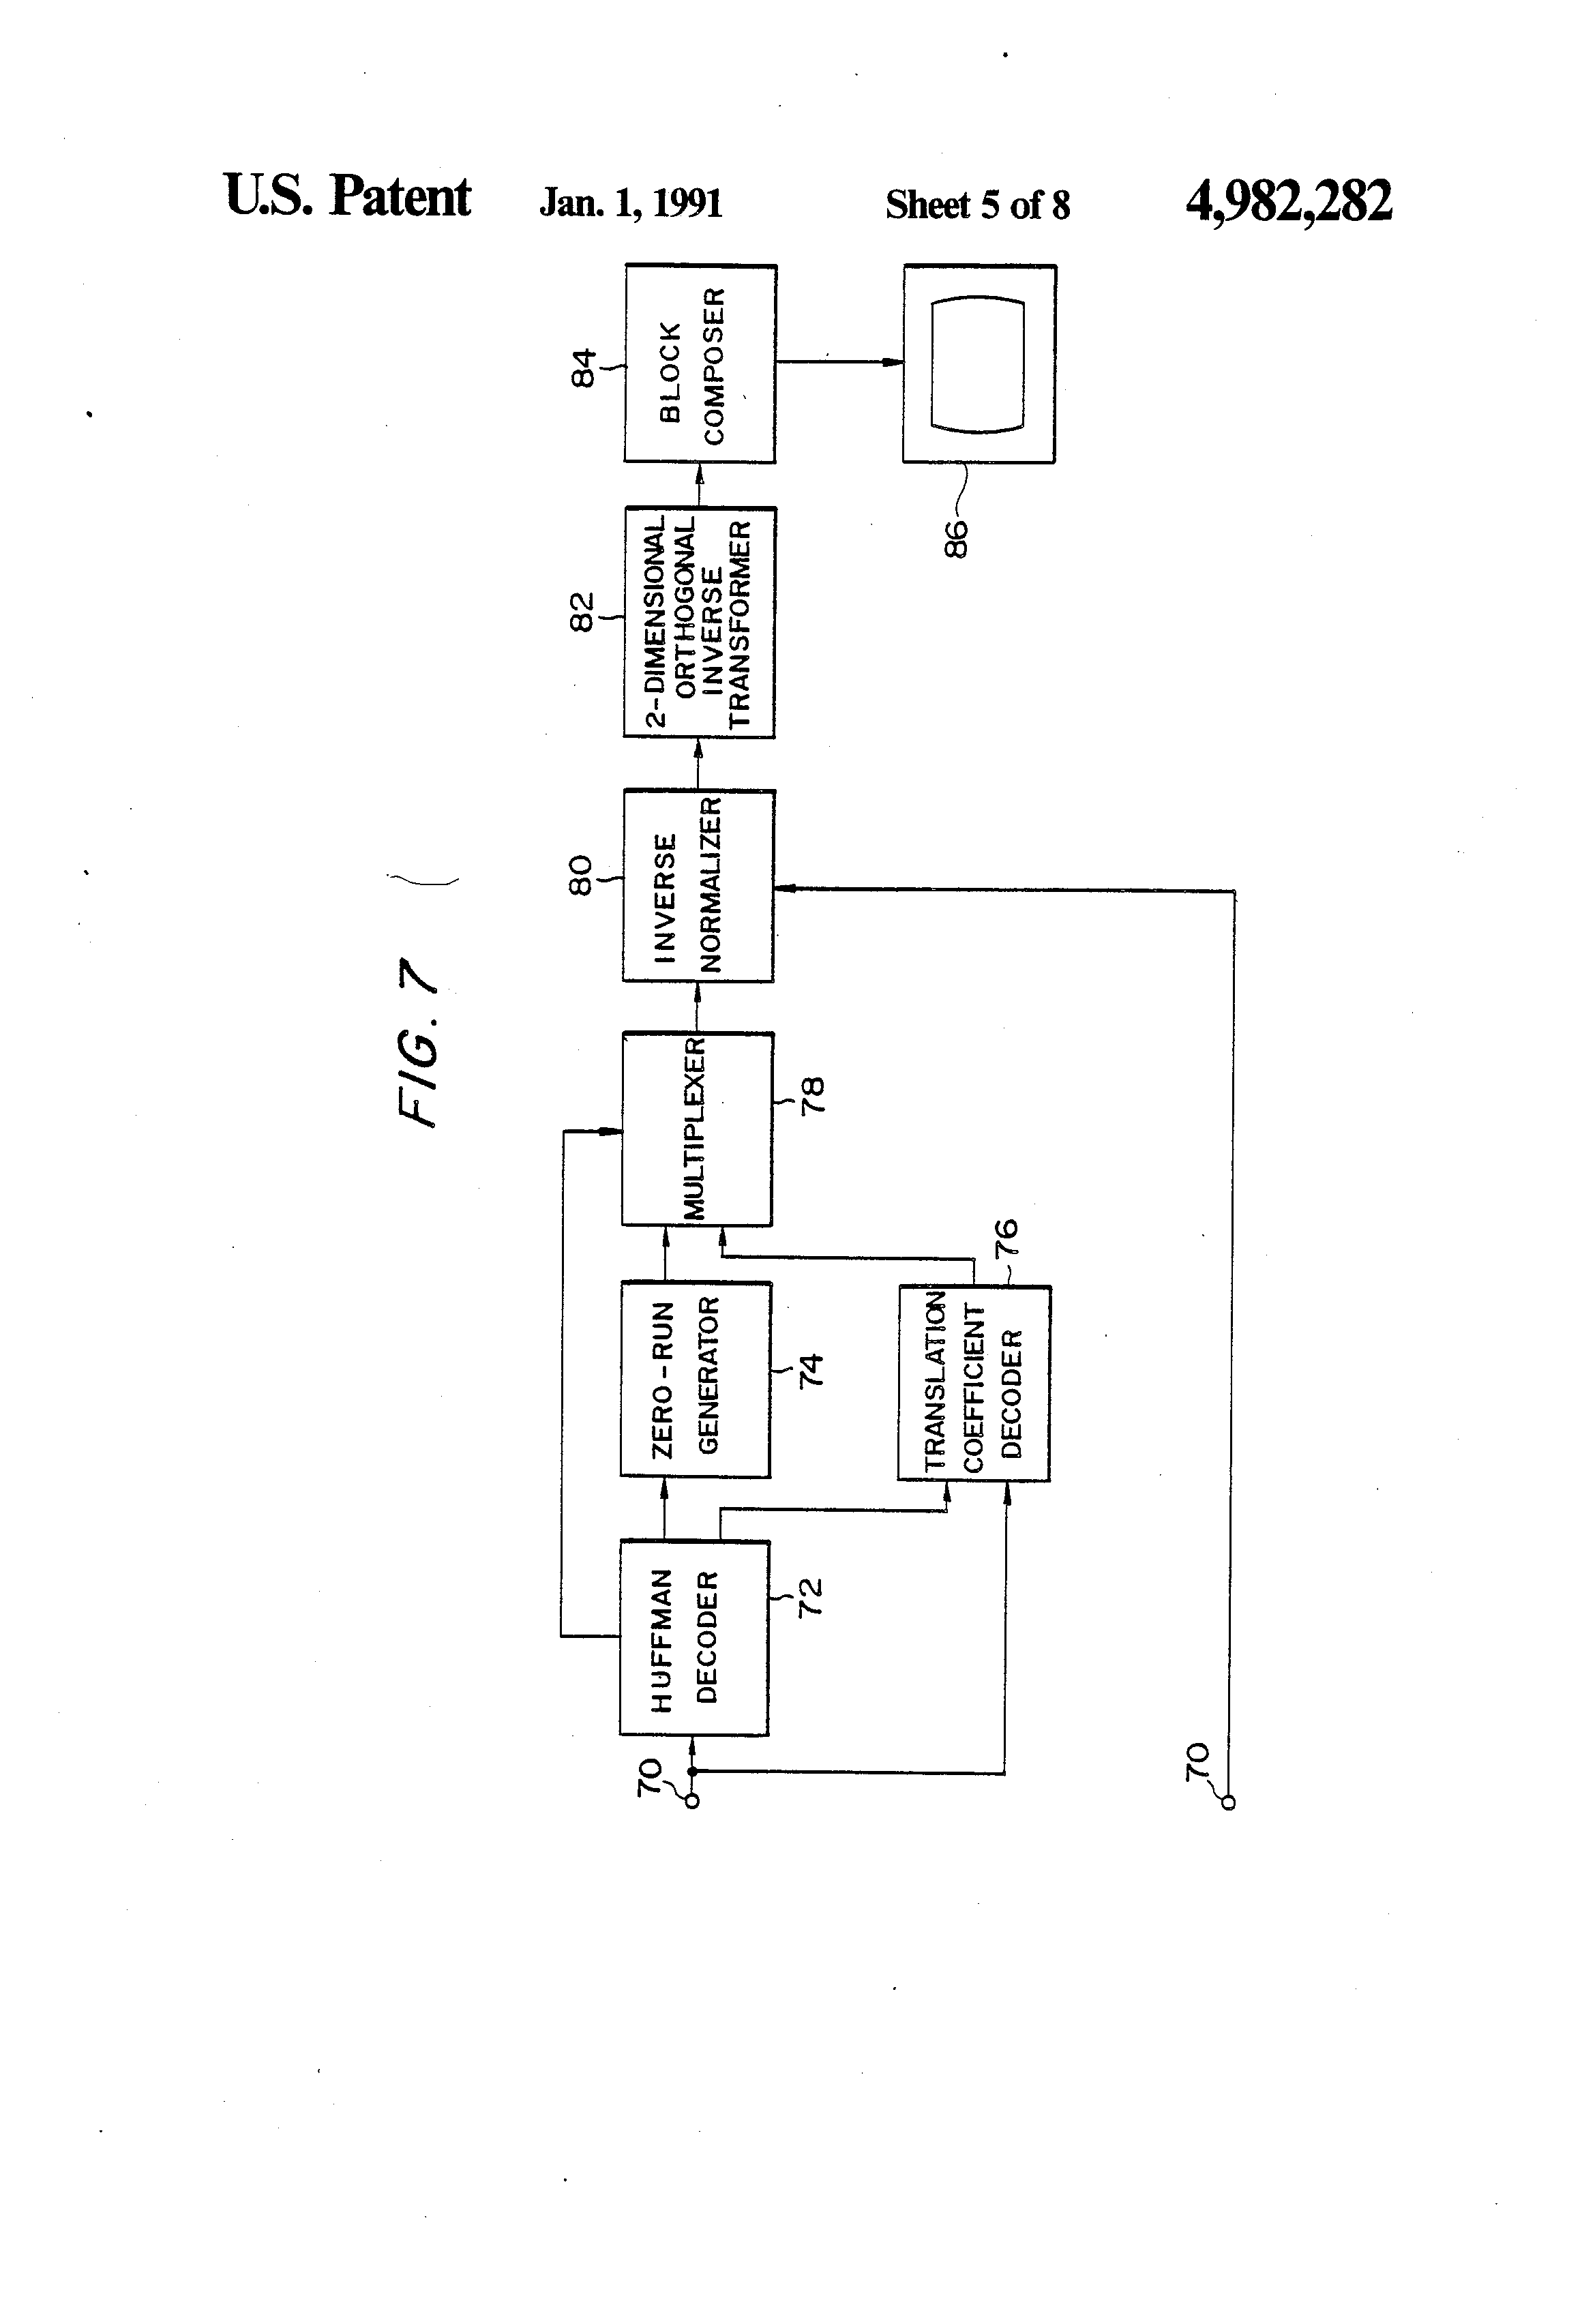 U.S. Patent Jan. 1, 1991 Sheet 5 of 8 4,982,282
FIG. 7
70
HUFFMAN
DECODER
72
ZERO-RUN
GENERATOR
74
TRANSLATION
COEFFICIENT
DECODER
76
MULTIPLEXER
78
INVERSE
NORMALIZER
80
2-DIMENSIONAL
ORTHOGONAL
INVERSE
TRANSFORMER
82
BLOCK
COMPOSER
84
86
70